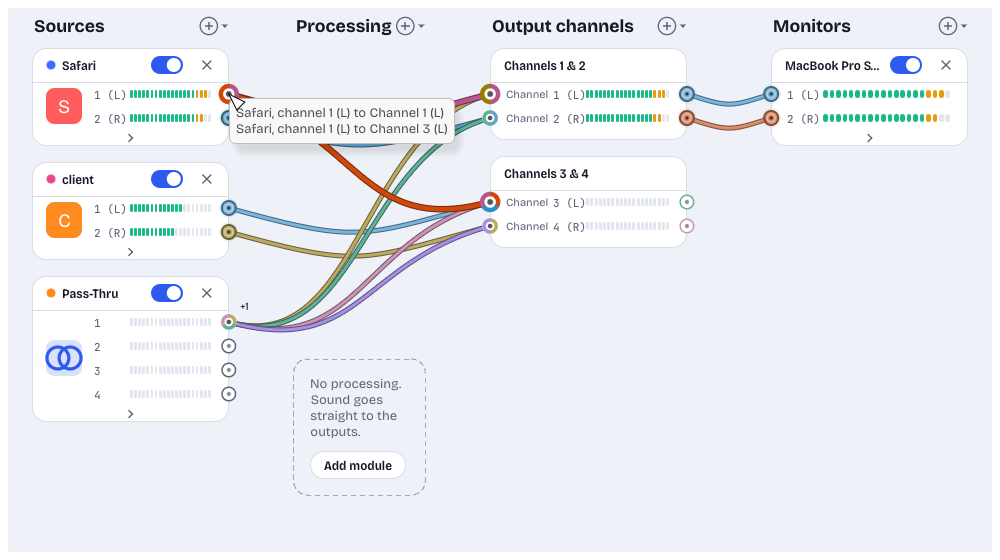 Sources
Processing
Output channels
Monitors
Safari
S
1 (L)
2 (R)
Safari, channel 1 (L) to Channel 1 (L)
Safari, channel 1 (L) to Channel 3 (L)
client
C
1 (L)
2 (R)
Pass-Thru
+1
1
2
3
4
No processing.
Sound goes
straight to the
outputs.
Add module
Channels 1 & 2
Channel 1 (L)
Channel 2 (R)
Channels 3 & 4
Channel 3 (L)
Channel 4 (R)
MacBook Pro S...
1 (L)
2 (R)